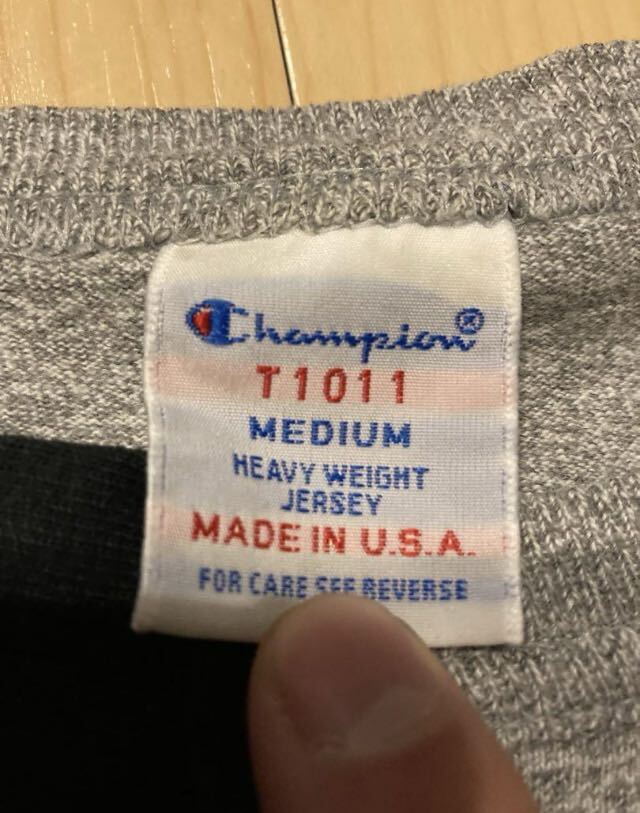 Champion®
T1011
MEDIUM
HEAVY WEIGHT
JERSEY
MADE IN U.S.A.
FOR CARE SEE REVERSE